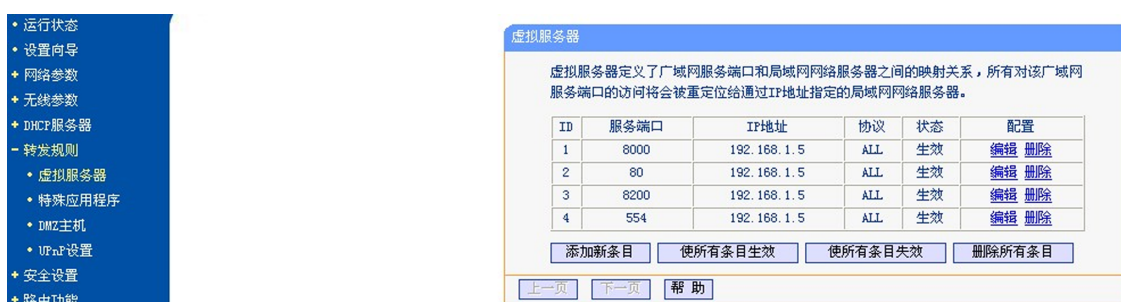 • 运行状态
• 设置向导
+ 网络参数
+ 无线参数
+ DHCP服务器
- 转发规则
• 虚拟服务器
• 特殊应用程序
• DMZ主机
• UPnP设置
+ 安全设置
+ 路由功能
虚拟服务器
虚拟服务器定义了广域网服务端口和局域网网络服务器之间的映射关系，所有对该广域网
服务端口的访问将会被重定位给通过IP地址指定的局域网网络服务器。
ID 服务端口 IP地址 协议 状态 配置
1 8000 192.168.1.5 ALL 生效 编辑 删除
2 80 192.168.1.5 ALL 生效 编辑 删除
3 8200 192.168.1.5 ALL 生效 编辑 删除
4 554 192.168.1.5 ALL 生效 编辑 删除
添加新条目 使所有条目生效 使所有条目失效 删除所有条目
上一页 下一页 帮 助